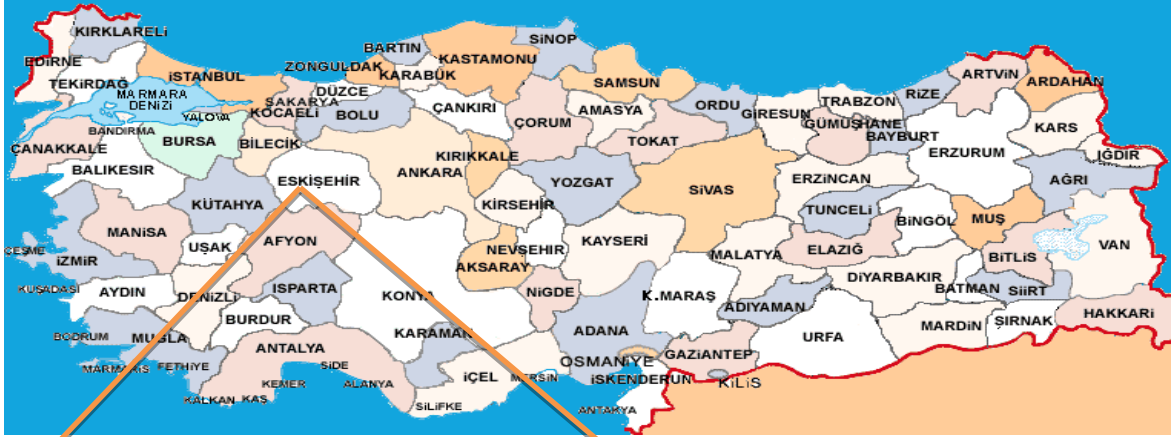 KIRKLARELİ
EDİRNE
TEKİRDAĞ
İSTANBUL
MARMARA
DENİZİ
YALOVA
KOCAELİ
SAKARYA
DÜZCE
ZONGULDAK
BARTIN
KARABÜK
KASTAMONU
SİNOP
SAMSUN
ORDU
GİRESUN
TRABZON
RİZE
ARTVİN
ARDAHAN
KARS
IĞDIR
AĞRI
ERZURUM
BAYBURT
GÜMÜŞHANE
BANDIRMA
ÇANAKKALE
BALIKESIR
BURSA
BİLECİK
BOLU
ÇANKIRI
ÇORUM
AMASYA
TOKAT
SİVAS
ERZİNCAN
TUNCELİ
BİNGÖL
MUŞ
BİTLİS
VAN
ESKİŞEHİR
ANKARA
KIRIKKALE
YOZGAT
KIRSEHİR
KÜTAHYA
MANİSA
UŞAK
AFYON
ÇEŞME
İZMİR
KUŞADASI
AYDIN
DENIZLİ
ISPARTA
BURDUR
KONYA
AKSARAY
NEVŞEHIR
KAYSERİ
NİGDE
MALATYA
ELAZIĞ
DİYARBAKIR
BATMAN
SİİRT
ŞIRNAK
HAKKARİ
MARDİN
URFA
ADIYAMAN
K.MARAŞ
GAZİANTEP
KİLİS
ADANA
OSMANİYE
İSKENDERUN
ANTAKYA
KARAMAN
İÇEL
MERSİN
SİLİFKE
ANTALYA
SİDE
ALANYA
KEMER
KAŞ
KALKAN
FETHİYE
MUĞLA
MARMARİS
BODRUM